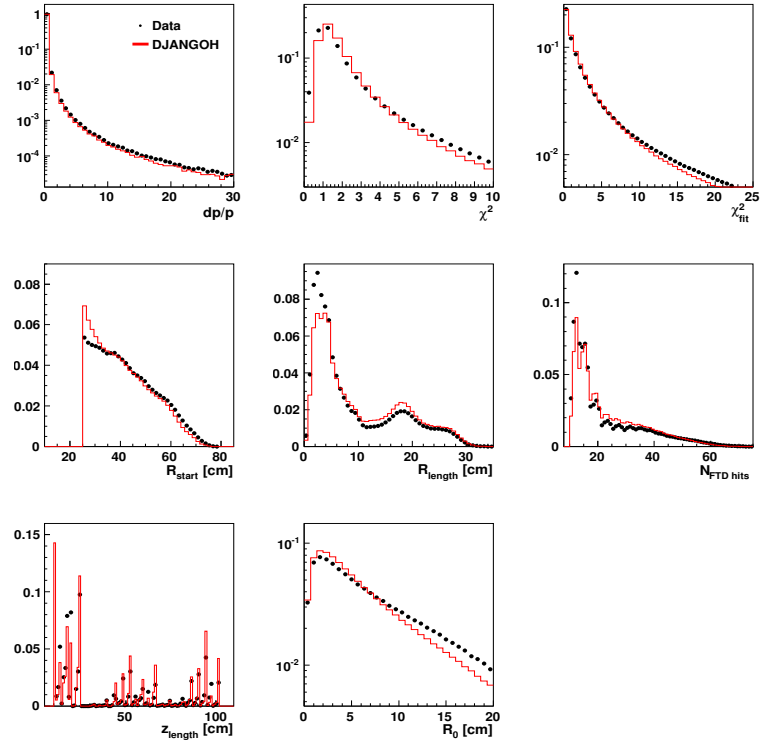 Data
DJANGOH
1
10⁻¹
10⁻²
10⁻³
10⁻⁴
0 10 20 30
dp/p
10⁻¹
10⁻²
0 1 2 3 4 5 6 7 8 9 10
χ²
10⁻¹
10⁻²
0 5 10 15 20 25
χ²fit
0.08
0.06
0.04
0.02
0
20 40 60 80
Rstart [cm]
0.08
0.06
0.04
0.02
0
0 10 20 30
Rlength [cm]
0.1
0.05
0
20 40 60
NFTD hits
0.15
0.1
0.05
0
50 100
zlength [cm]
10⁻¹
10⁻²
0 5 10 15 20
R0 [cm]